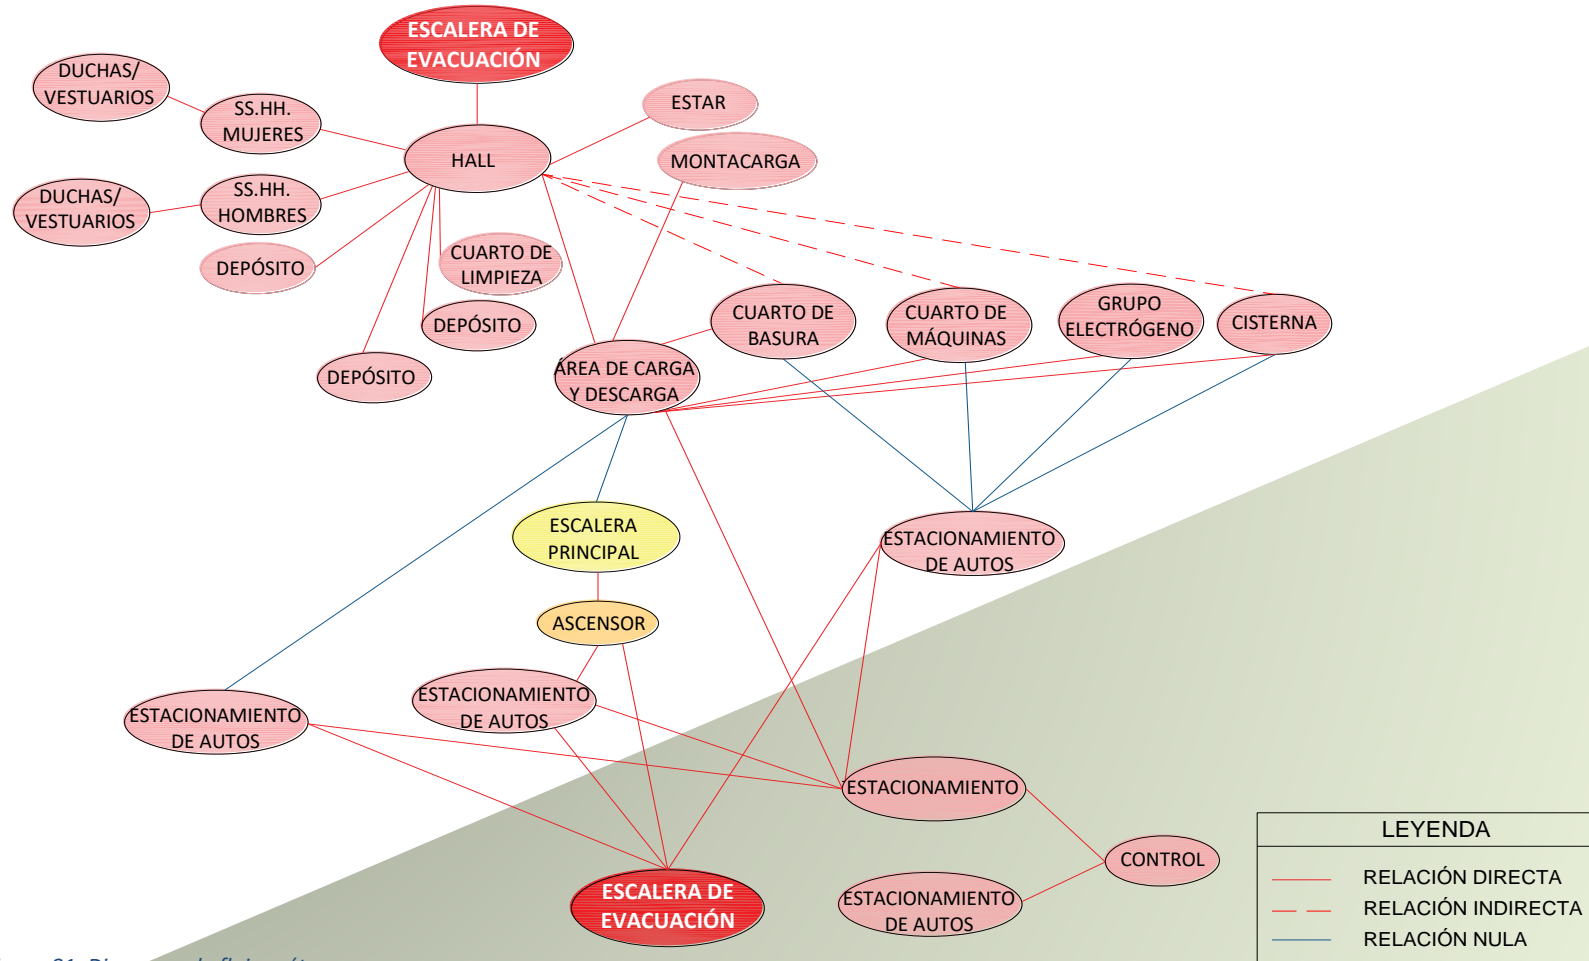 ESCALERA DE
EVACUACIÓN
DUCHAS/
VESTUARIOS
SS.HH.
MUJERES
ESTAR
HALL
MONTACARGA
DUCHAS/
VESTUARIOS
SS.HH.
HOMBRES
DEPÓSITO
CUARTO DE
LIMPIEZA
DEPÓSITO
DEPÓSITO
CUARTO DE
BASURA
CUARTO DE
MÁQUINAS
GRUPO
ELECTRÓGENO
CISTERNA
ÁREA DE CARGA
Y DESCARGA
ESCALERA
PRINCIPAL
ESTACIONAMIENTO
DE AUTOS
ASCENSOR
ESTACIONAMIENTO
DE AUTOS
ESTACIONAMIENTO
DE AUTOS
ESTACIONAMIENTO
CONTROL
ESTACIONAMIENTO
DE AUTOS
ESCALERA DE
EVACUACIÓN
LEYENDA
RELACIÓN DIRECTA
RELACIÓN INDIRECTA
RELACIÓN NULA